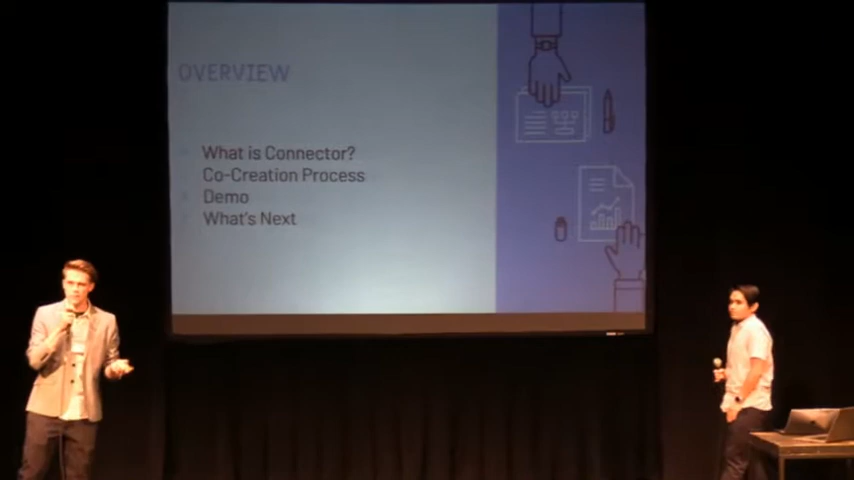 OVERVIEW
What is Connector?
Co-Creation Process
Demo
What's Next